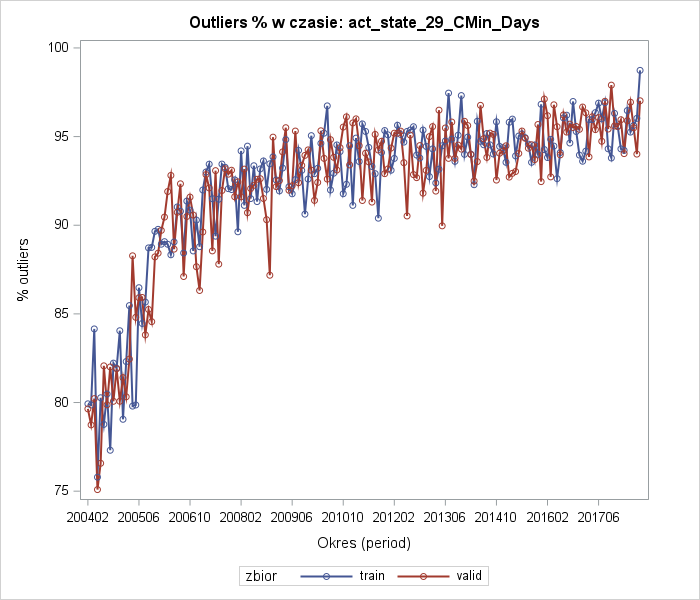 Outliers % w czasie: act_state_29_CMin_Days
100
95
90
85
80
75
% outliers
200402 200506 200610 200802 200906 201010 201202 201306 201410 201602 201706
Okres (period)
zbior train valid